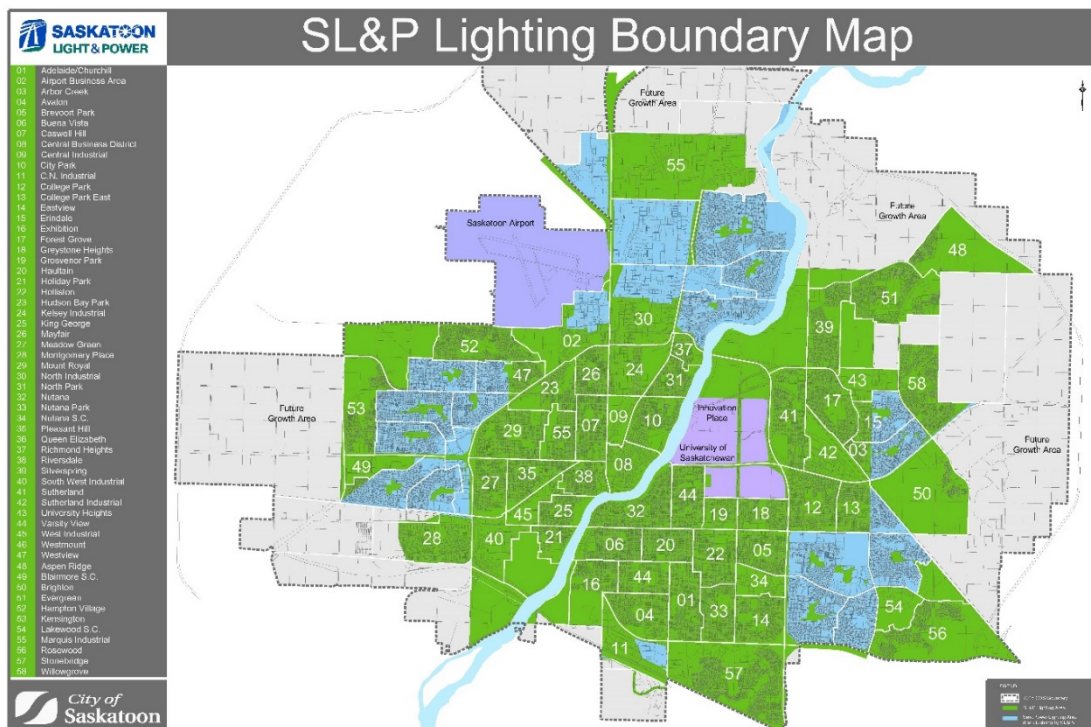 SASKATOON
LIGHT & POWER
SL&P Lighting Boundary Map
01 Adelaide/Churchill
02 Airport Business Area
03 Arbor Creek
04 Avalon
05 Brevoort Park
06 Buena Vista
07 Caswell Hill
08 Central Business District
09 Central Industrial
10 City Park
11 C.N. Industrial
12 College Park
13 College Park East
14 Eastview
15 Erindale
16 Exhibition
17 Forest Grove
18 Greystone Heights
19 Grosvenor Park
20 Haultain
21 Holiday Park
22 Holliston
23 Hudson Bay Park
24 Kelsey Industrial
25 King George
26 Mayfair
27 Meadow Green
28 Montgomery Place
29 Mount Royal
30 North Industrial
31 North Park
32 Nutana
33 Nutana Park
34 Nutana S.C.
35 Pleasant Hill
36 Queen Elizabeth
37 Richmond Heights
38 Riversdale
39 Silverspring
40 South West Industrial
41 Sutherland
42 Sutherland Industrial
43 University Heights
44 Varsity View
45 West Industrial
46 Westmount
47 Westview
48 Aspen Ridge
49 Blairmore S.C.
50 Brighton
51 Evergreen
52 Hampton Village
53 Kensington
54 Lakewood S.C.
55 Marquis Industrial
56 Rosewood
57 Stonebridge
58 Willowgrove
City of
Saskatoon
Future
Growth Area
55
Saskatoon Airport
Future
Growth Area
48
51
30
39
02
52
37
47
26
24
31
43
58
23
53
Future
Growth Area
09
10
Innovation
Place
41
17
15
29
55
07
University of
Saskatchewan
42
03
Future
Growth Area
49
27
35
38
08
44
50
45
25
32
19
18
12
13
28
40
21
06
20
22
05
16
44
01
34
04
33
14
54
56
11
57